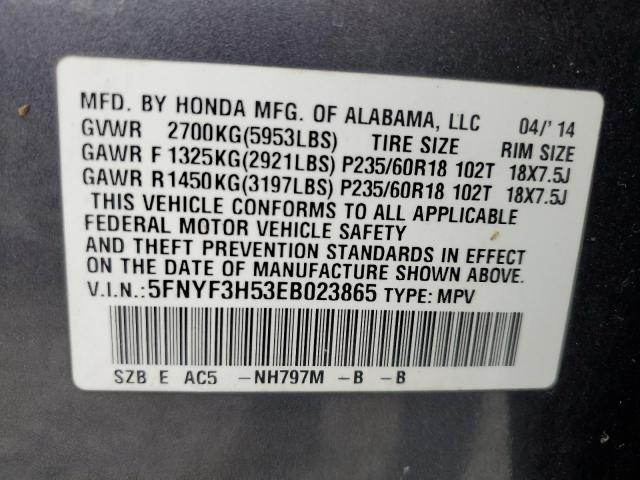 MFD. BY HONDA MFG. OF ALABAMA, LLC 04/'14
GVWR 2700KG(5953LBS) TIRE SIZE RIM SIZE
GAWR F 1325KG(2921LBS) P235/60R18 102T 18X7.5J
GAWR R 1450KG(3197LBS) P235/60R18 102T 18X7.5J
THIS VEHICLE CONFORMS TO ALL APPLICABLE
FEDERAL MOTOR VEHICLE SAFETY
AND THEFT PREVENTION STANDARDS IN EFFECT
ON THE DATE OF MANUFACTURE SHOWN ABOVE.
V.I.N.:5FNYF3H53EB023865 TYPE: MPV
SZB E AC5 -NH797M -B -B